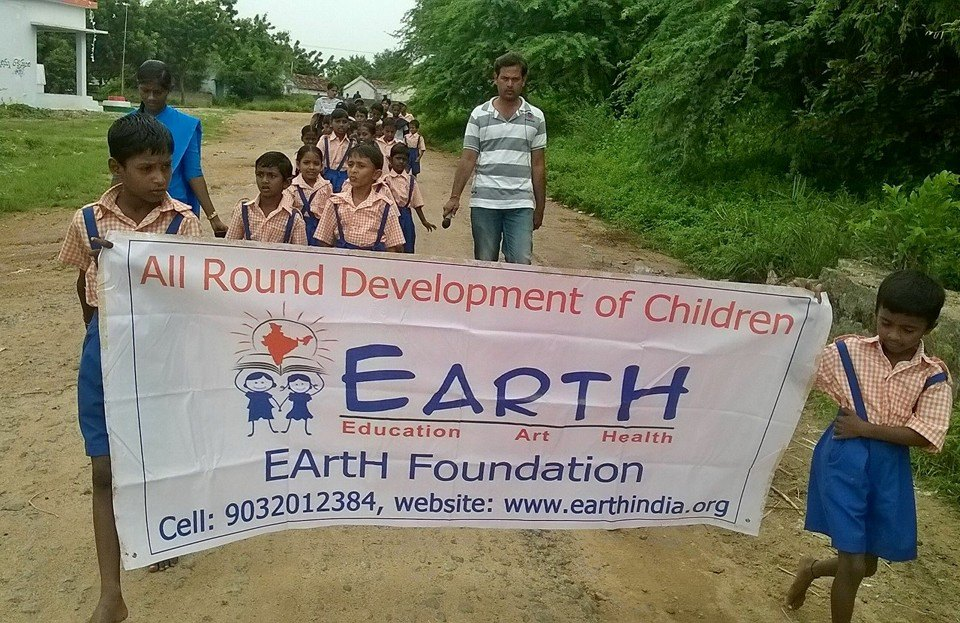 All Round Development of Children
EArtH
Education Art Health
EArtH Foundation
Cell: 9032012384, website: www.earthindia.org